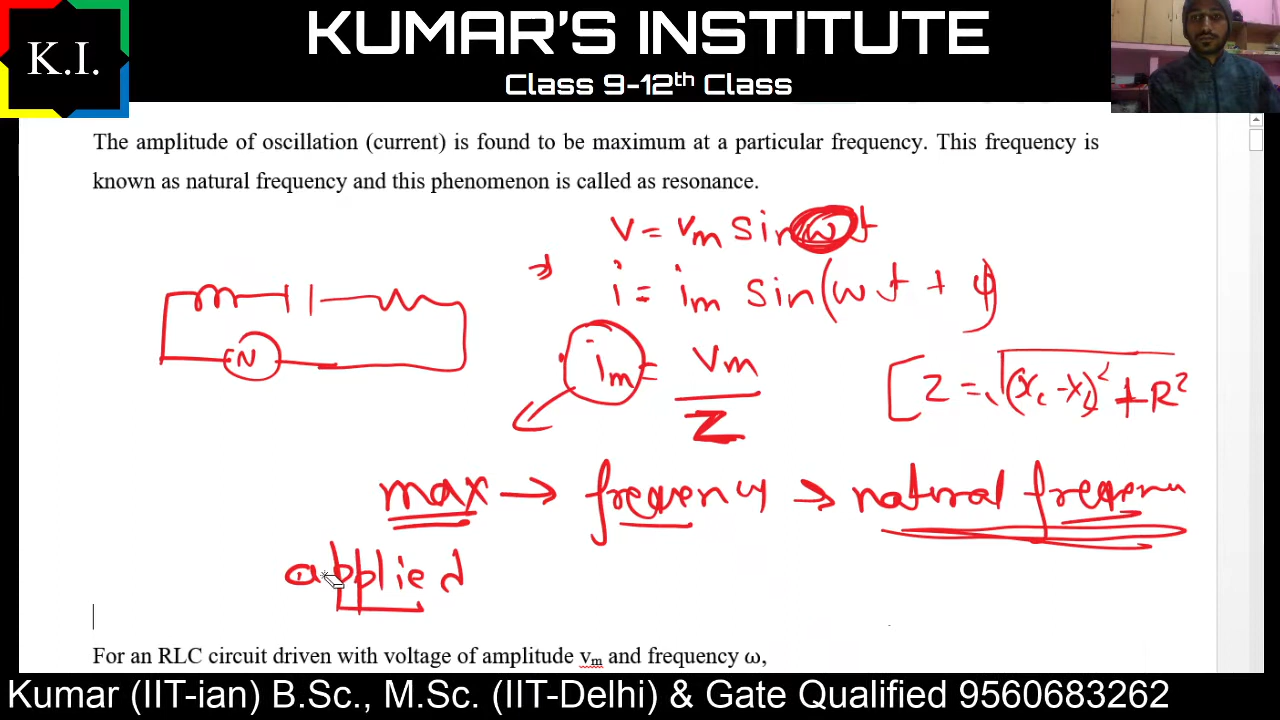 KUMAR'S INSTITUTE
K.I.
Class 9-12th Class
The amplitude of oscillation (current) is found to be maximum at a particular frequency. This frequency is
known as natural frequency and this phenomenon is called as resonance.
v = vm sin ωt
i = im sin(ωt + φ)
im = vm / Z
[ Z = √(Xc - XL)² + R²
max → frequency → natural frequen
applied
For an RLC circuit driven with voltage of amplitude vm and frequency ω,
Kumar (IIT-ian) B.Sc., M.Sc. (IIT-Delhi) & Gate Qualified 9560683262